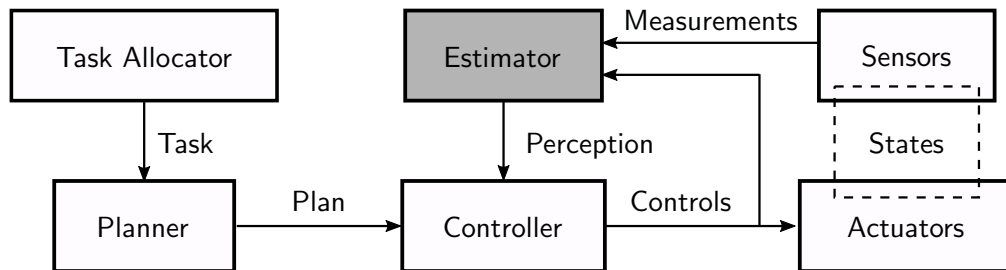 Measurements
Task Allocator
Estimator
Sensors
Task
Perception
States
Plan
Controls
Planner
Controller
Actuators